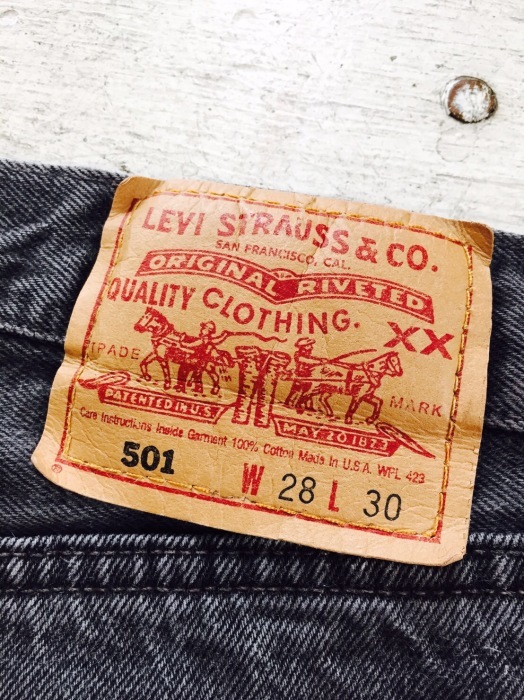 LEVI STRAUSS & CO.
SAN FRANCISCO, CAL.
ORIGINAL RIVETED
QUALITY CLOTHING.
XX
TRADE MARK
PATENTED IN U.S. MAY 20 1873
Care Instructions Inside Garment 100% Cotton Made In U.S.A. WPL 423
501 W 28 L 30
®